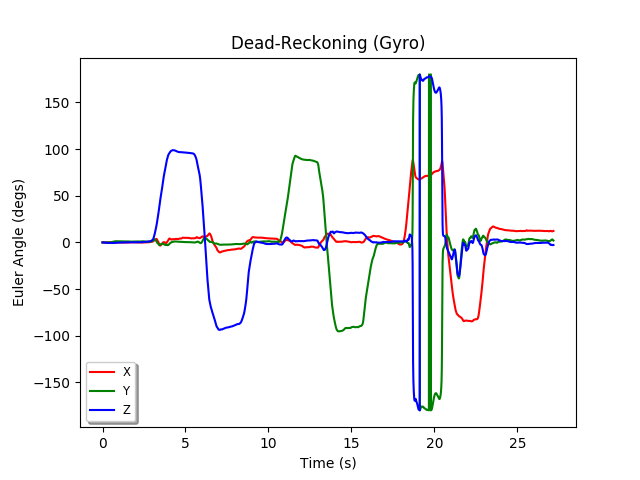 Dead-Reckoning (Gyro)
Euler Angle (degs)
150
100
50
0
−50
−100
−150
X
Y
Z
0 5 10 15 20 25
Time (s)